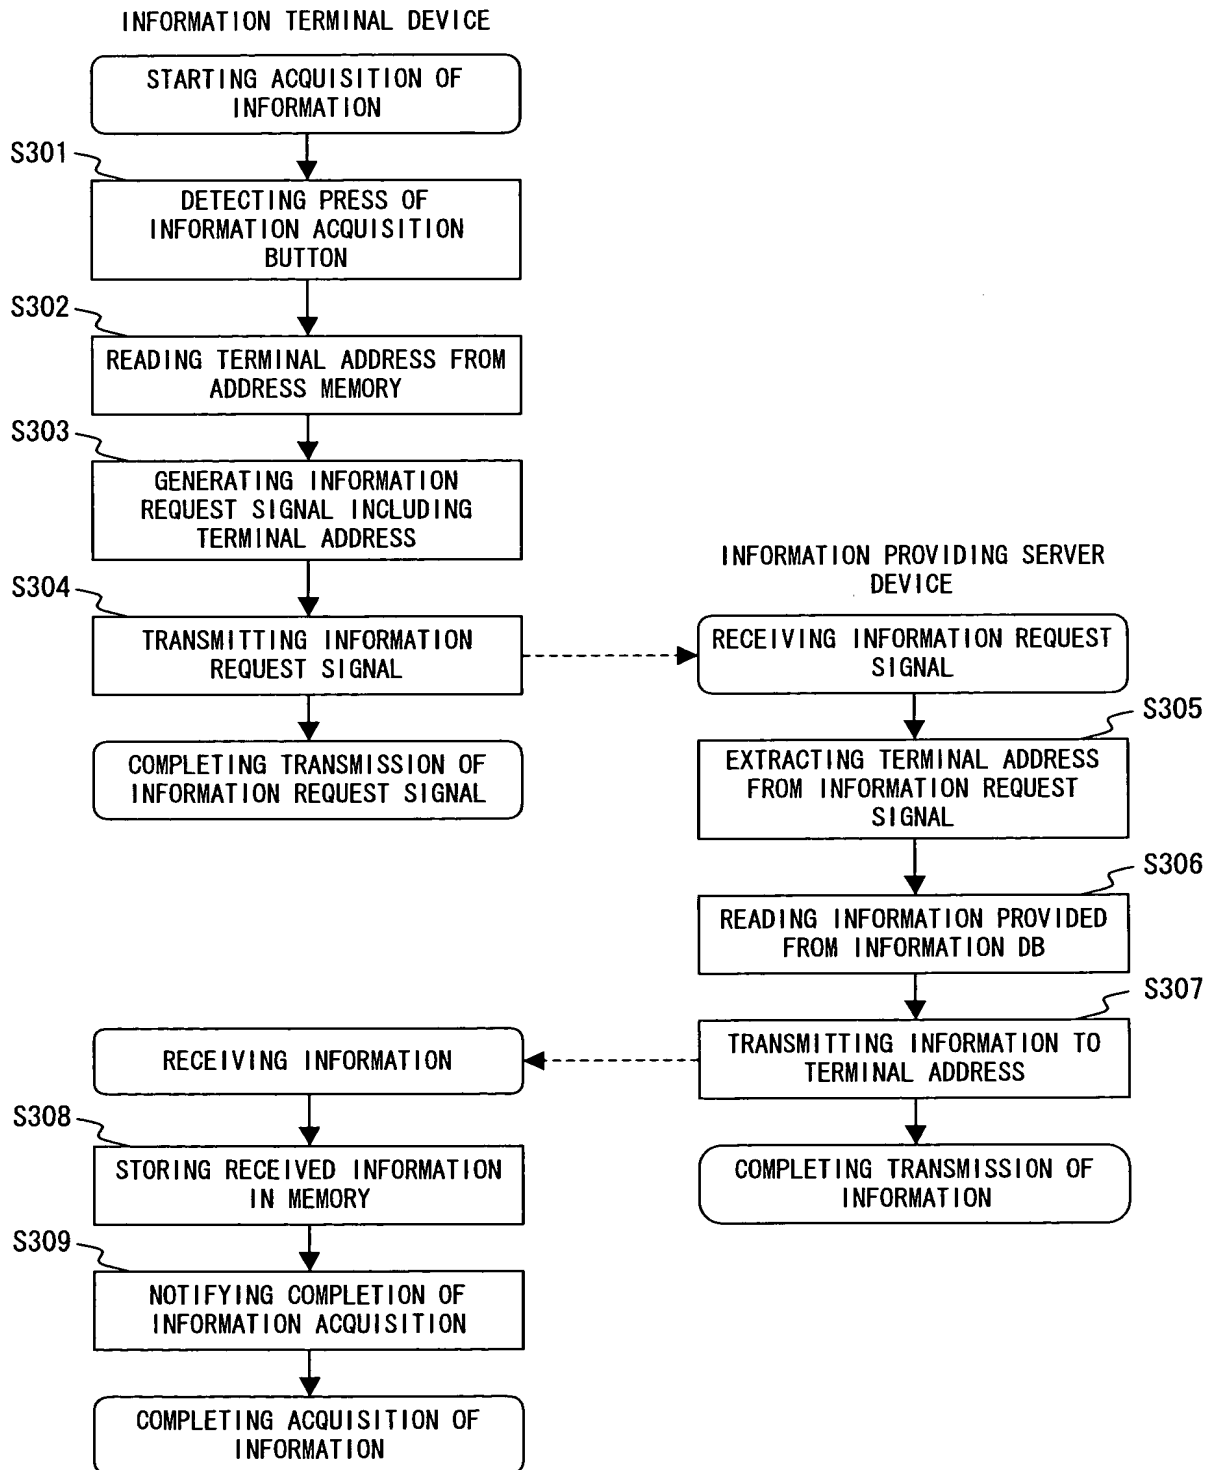 INFORMATION TERMINAL DEVICE
STARTING ACQUISITION OF
INFORMATION
S301
DETECTING PRESS OF
INFORMATION ACQUISITION
BUTTON
S302
READING TERMINAL ADDRESS FROM
ADDRESS MEMORY
S303
GENERATING INFORMATION
REQUEST SIGNAL INCLUDING
TERMINAL ADDRESS
S304
TRANSMITTING INFORMATION
REQUEST SIGNAL
COMPLETING TRANSMISSION OF
INFORMATION REQUEST SIGNAL
INFORMATION PROVIDING SERVER
DEVICE
RECEIVING INFORMATION REQUEST
SIGNAL
S305
EXTRACTING TERMINAL ADDRESS
FROM INFORMATION REQUEST
SIGNAL
S306
READING INFORMATION PROVIDED
FROM INFORMATION DB
S307
TRANSMITTING INFORMATION TO
TERMINAL ADDRESS
COMPLETING TRANSMISSION OF
INFORMATION
RECEIVING INFORMATION
S308
STORING RECEIVED INFORMATION
IN MEMORY
S309
NOTIFYING COMPLETION OF
INFORMATION ACQUISITION
COMPLETING ACQUISITION OF
INFORMATION